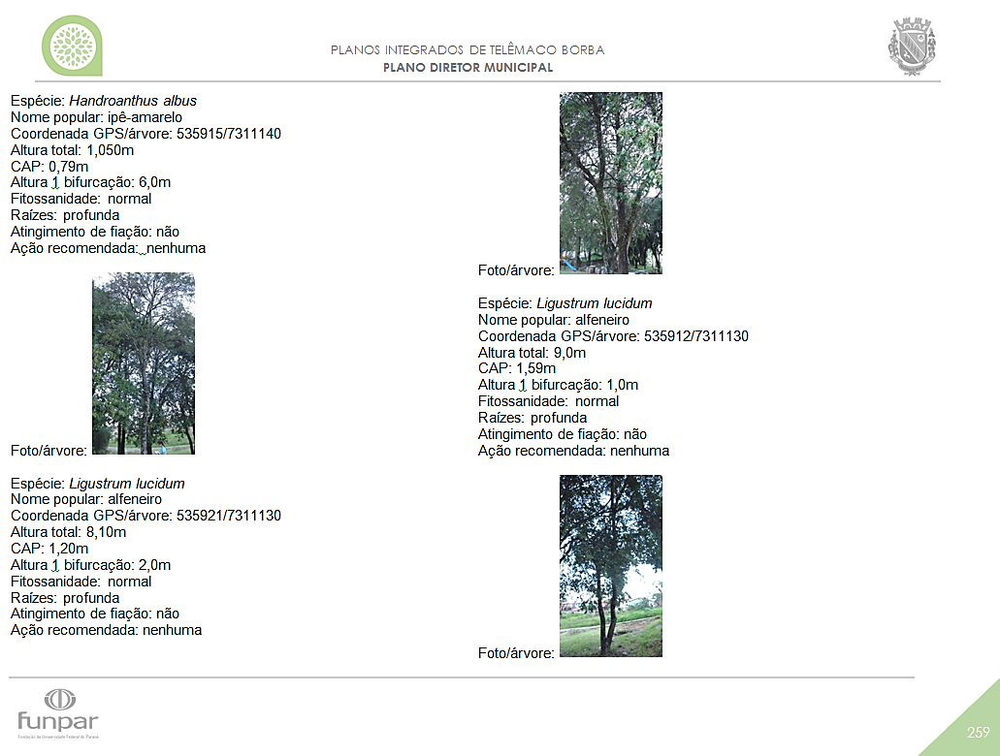 PLANOS INTEGRADOS DE TELÊMACO BORBA
PLANO DIRETOR MUNICIPAL
Espécie: Handroanthus albus
Nome popular: ipê-amarelo
Coordenada GPS/árvore: 535915/7311140
Altura total: 1,050m
CAP: 0,79m
Altura 1 bifurcação: 6,0m
Fitossanidade: normal
Raízes: profunda
Atingimento de fiação: não
Ação recomendada: nenhuma
Foto/árvore:
Espécie: Ligustrum lucidum
Nome popular: alfeneiro
Coordenada GPS/árvore: 535921/7311130
Altura total: 8,10m
CAP: 1,20m
Altura 1 bifurcação: 2,0m
Fitossanidade: normal
Raízes: profunda
Atingimento de fiação: não
Ação recomendada: nenhuma
Foto/árvore:
Espécie: Ligustrum lucidum
Nome popular: alfeneiro
Coordenada GPS/árvore: 535912/7311130
Altura total: 9,0m
CAP: 1,59m
Altura 1 bifurcação: 1,0m
Fitossanidade: normal
Raízes: profunda
Atingimento de fiação: não
Ação recomendada: nenhuma
Foto/árvore:
funpar
Fundação da Universidade Federal do Paraná
259